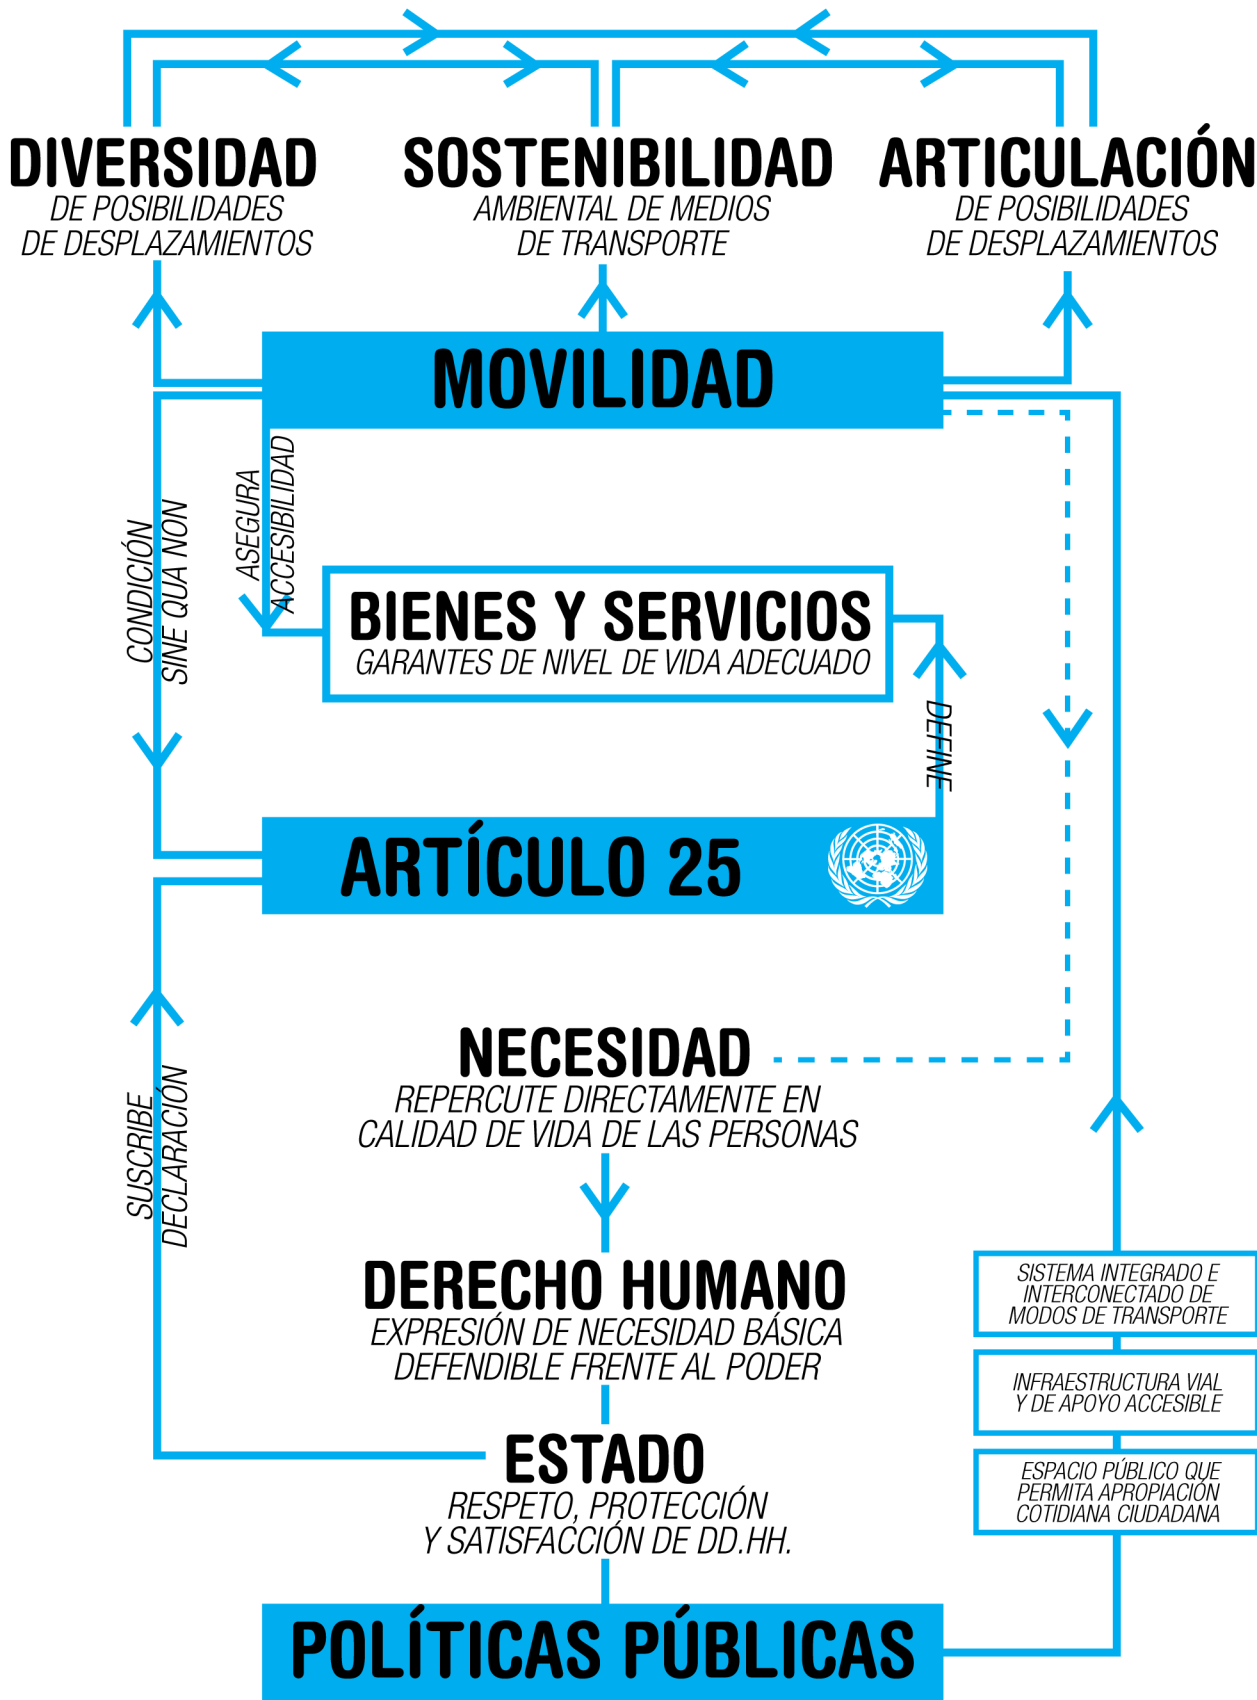 DIVERSIDAD
DE POSIBILIDADES
DE DESPLAZAMIENTOS
SOSTENIBILIDAD
AMBIENTAL DE MEDIOS
DE TRANSPORTE
ARTICULACIÓN
DE POSIBILIDADES
DE DESPLAZAMIENTOS
MOVILIDAD
CONDICIÓN
SINE QUA NON
ASEGURA
ACCESIBILIDAD
BIENES Y SERVICIOS
GARANTES DE NIVEL DE VIDA ADECUADO
DEFINE
ARTÍCULO 25
NECESIDAD
REPERCUTE DIRECTAMENTE EN
CALIDAD DE VIDA DE LAS PERSONAS
SUSCRIBE
DECLARACIÓN
DERECHO HUMANO
EXPRESIÓN DE NECESIDAD BÁSICA
DEFENDIBLE FRENTE AL PODER
SISTEMA INTEGRADO E
INTERCONECTADO DE
MODOS DE TRANSPORTE
INFRAESTRUCTURA VIAL
Y DE APOYO ACCESIBLE
ESPACIO PÚBLICO QUE
PERMITA APROPIACIÓN
COTIDIANA CIUDADANA
ESTADO
RESPETO, PROTECCIÓN
Y SATISFACCIÓN DE DD.HH.
POLÍTICAS PÚBLICAS